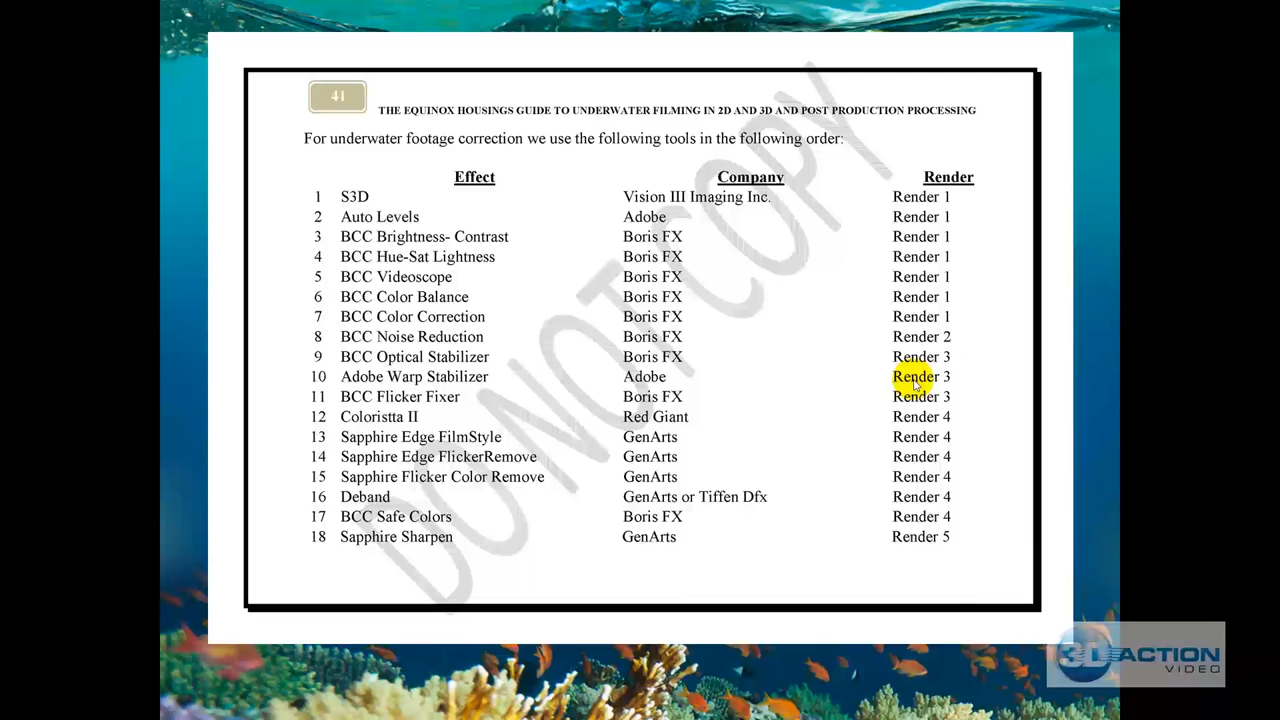 41
THE EQUINOX HOUSINGS GUIDE TO UNDERWATER FILMING IN 2D AND 3D AND POST PRODUCTION PROCESSING
For underwater footage correction we use the following tools in the following order:
Effect Company Render
1 S3D Vision III Imaging Inc. Render 1
2 Auto Levels Adobe Render 1
3 BCC Brightness- Contrast Boris FX Render 1
4 BCC Hue-Sat Lightness Boris FX Render 1
5 BCC Videoscope Boris FX Render 1
6 BCC Color Balance Boris FX Render 1
7 BCC Color Correction Boris FX Render 1
8 BCC Noise Reduction Boris FX Render 2
9 BCC Optical Stabilizer Boris FX Render 3
10 Adobe Warp Stabilizer Adobe Render 3
11 BCC Flicker Fixer Boris FX Render 3
12 Coloristta II Red Giant Render 4
13 Sapphire Edge FilmStyle GenArts Render 4
14 Sapphire Edge FlickerRemove GenArts Render 4
15 Sapphire Flicker Color Remove GenArts Render 4
16 Deband GenArts or Tiffen Dfx Render 4
17 BCC Safe Colors Boris FX Render 4
18 Sapphire Sharpen GenArts Render 5
DO NOT COPY
3D ACTION
VIDEO